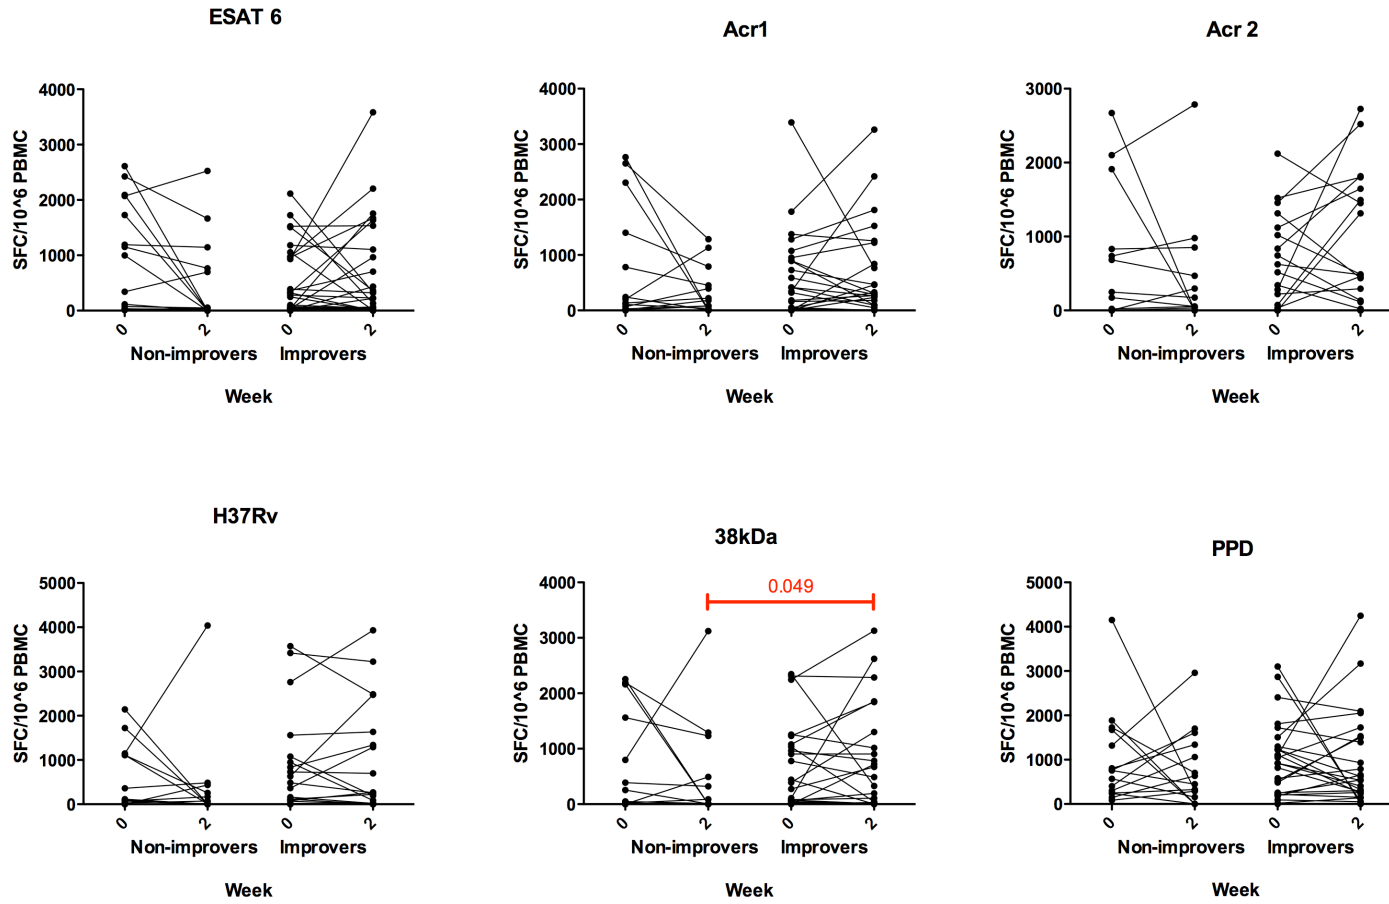 ESAT 6
SFC/10^6 PBMC
4000
3000
2000
1000
0
0 2 0 2
Non-improvers Improvers
Week
Acr1
SFC/10^6 PBMC
4000
3000
2000
1000
0
0 2 0 2
Non-improvers Improvers
Week
Acr 2
SFC/10^6 PBMC
3000
2000
1000
0
0 2 0 2
Non-improvers Improvers
Week
H37Rv
SFC/10^6 PBMC
5000
4000
3000
2000
1000
0
0 2 0 2
Non-improvers Improvers
Week
38kDa
0.049
SFC/10^6 PBMC
4000
3000
2000
1000
0
0 2 0 2
Non-improvers Improvers
Week
PPD
SFC/10^6 PBMC
5000
4000
3000
2000
1000
0
0 2 0 2
Non-improvers Improvers
Week